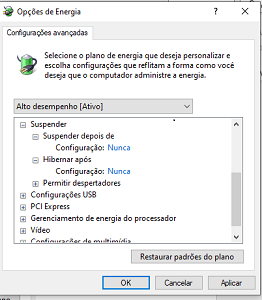 Opções de Energia
Configurações avançadas
Selecione o plano de energia que deseja personalizar e
escolha configurações que reflitam a forma como você
deseja que o computador administre a energia.
Alto desempenho [Ativo]
Suspender
Suspender depois de
Configuração: Nunca
Hibernar após
Configuração: Nunca
Permitir despertadores
Configurações USB
PCI Express
Gerenciamento de energia do processador
Vídeo
Configurações de multimídia
Restaurar padrões do plano
OK
Cancelar
Aplicar